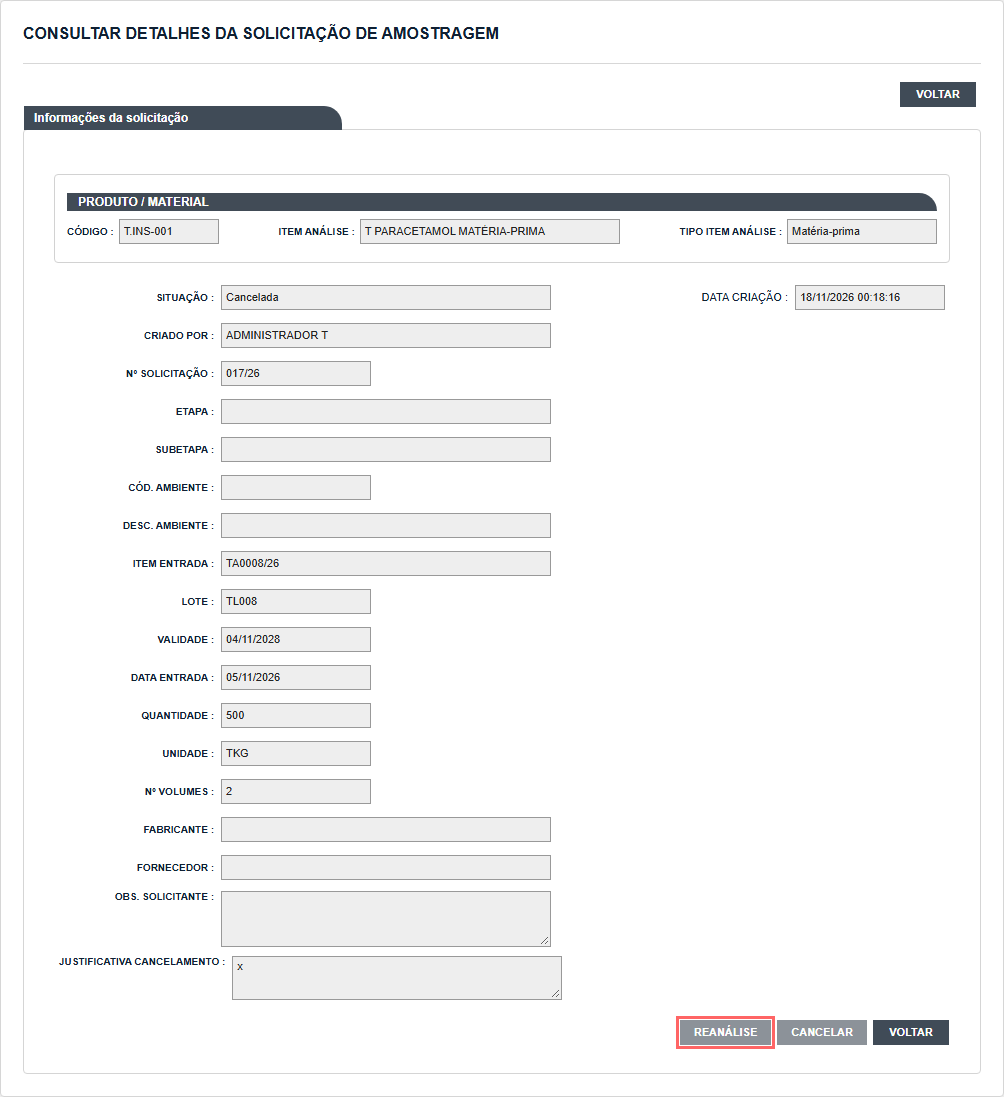 CONSULTAR DETALHES DA SOLICITAÇÃO DE AMOSTRAGEM
VOLTAR
Informações da solicitação
PRODUTO / MATERIAL
CÓDIGO : T.INS-001 ITEM ANÁLISE : T PARACETAMOL MATÉRIA-PRIMA TIPO ITEM ANÁLISE : Matéria-prima
SITUAÇÃO : Cancelada DATA CRIAÇÃO : 18/11/2026 00:18:16
CRIADO POR : ADMINISTRADOR T
Nº SOLICITAÇÃO : 017/26
ETAPA :
SUBETAPA :
CÓD. AMBIENTE :
DESC. AMBIENTE :
ITEM ENTRADA : TA0008/26
LOTE : TL008
VALIDADE : 04/11/2028
DATA ENTRADA : 05/11/2026
QUANTIDADE : 500
UNIDADE : TKG
Nº VOLUMES : 2
FABRICANTE :
FORNECEDOR :
OBS. SOLICITANTE :
JUSTIFICATIVA CANCELAMENTO : x
REANÁLISE CANCELAR VOLTAR